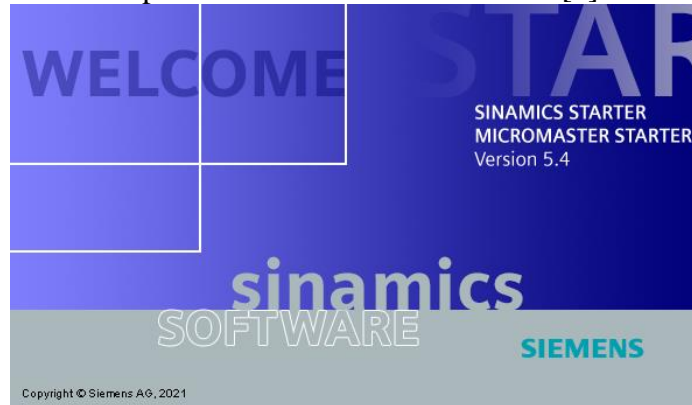 WELCOME
STAR
SINAMICS STARTER
MICROMASTER STARTER
Version 5.4
sinamics
SOFTWARE
SIEMENS
Copyright © Siemens AG, 2021